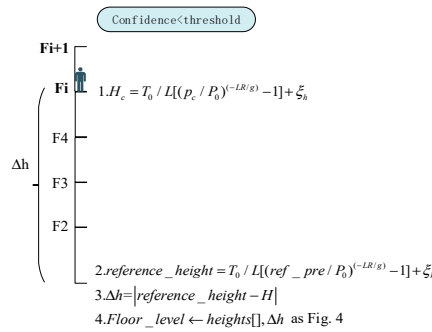 Confidence<threshold
Fi+1
Fi
1.H_c = T_0 / L[(p_c / P_0)^(-LR/g) -1] + ξ_h
F4
Δh
F3
F2
2.reference_height = T_0 / L[(ref_pre / P_0)^(-LR/g) -1] + ξ_h
3.Δh=|reference_height − H|
4.Floor_level ← heights[], Δh as Fig. 4